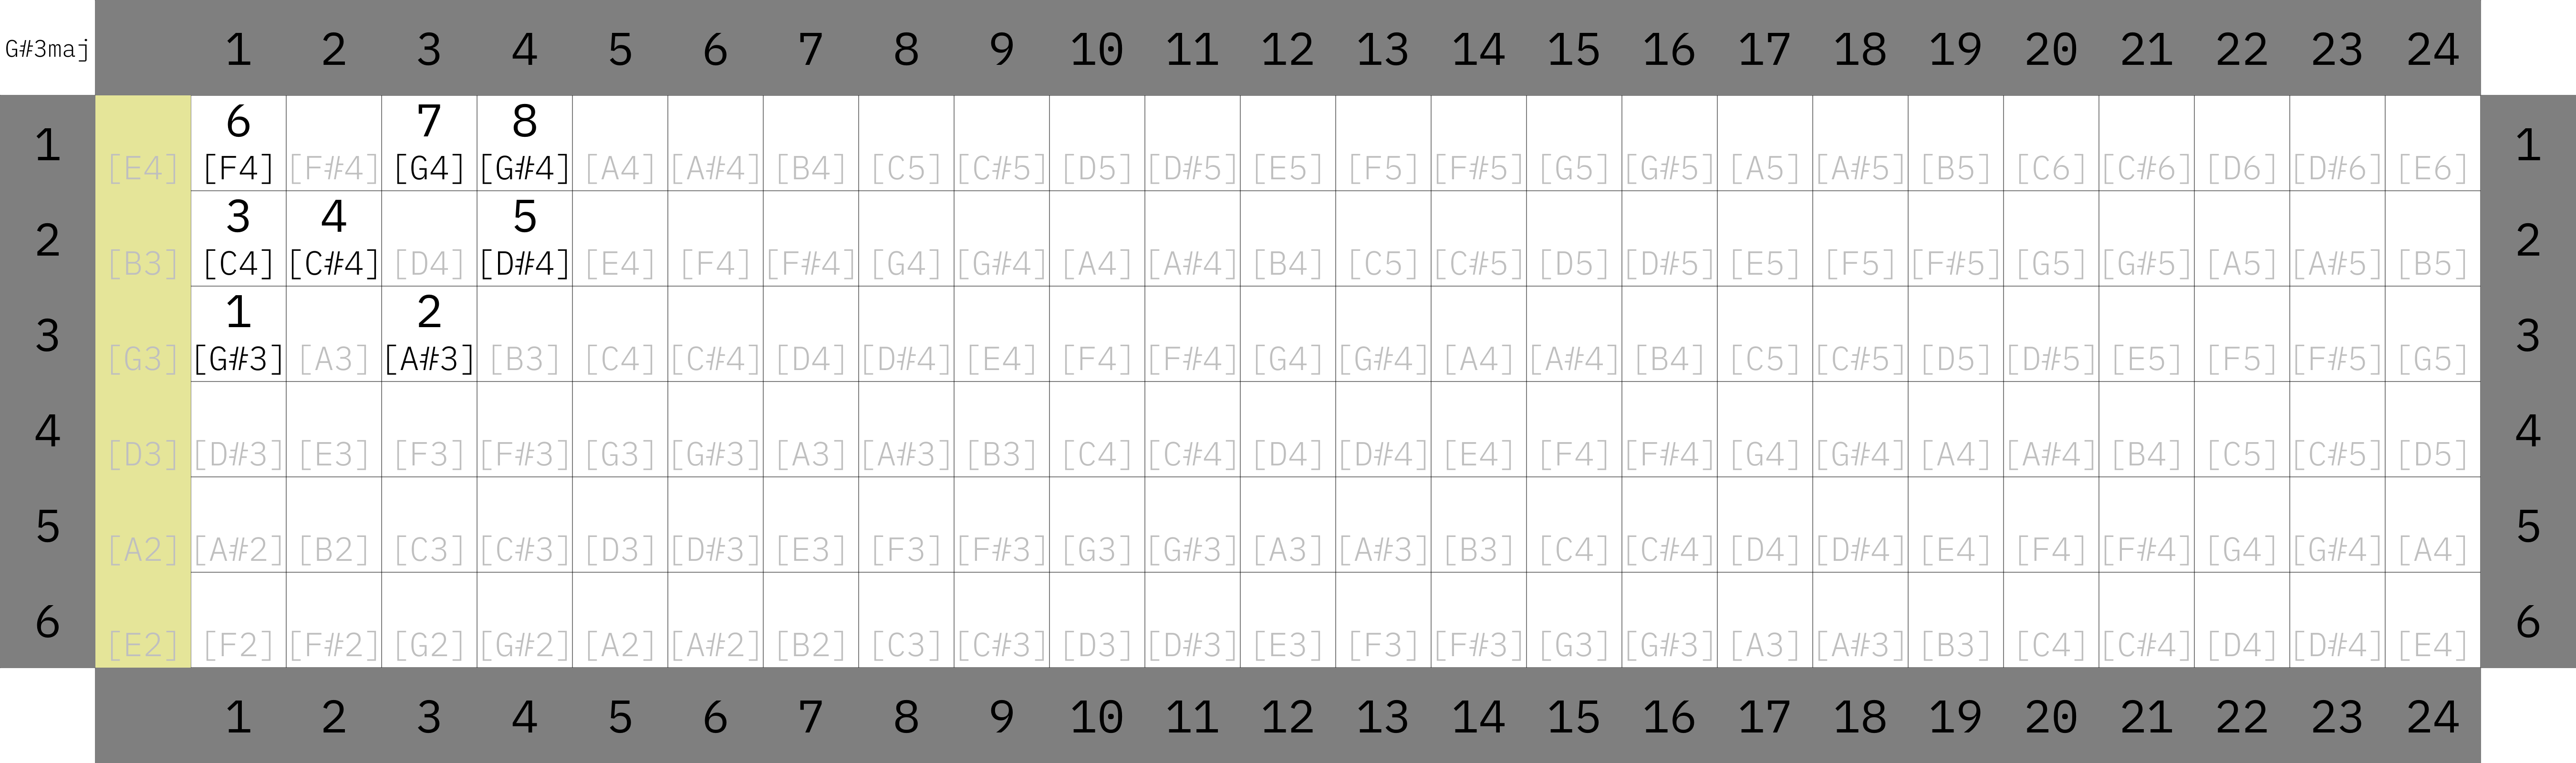 G#3maj 1 2 3 4 5 6 7 8 9 10 11 12 13 14 15 16 17 18 19 20 21 22 23 24
6 7 8
1 1
[E4] [F4] [F#4] [G4] [G#4] [A4] [A#4] [B4] [C5] [C#5] [D5] [D#5] [E5] [F5] [F#5] [G5] [G#5] [A5] [A#5] [B5] [C6] [C#6] [D6] [D#6] [E6]
3 4 5
2 2
[B3] [C4] [C#4] [D4] [D#4] [E4] [F4] [F#4] [G4] [G#4] [A4] [A#4] [B4] [C5] [C#5] [D5] [D#5] [E5] [F5] [F#5] [G5] [G#5] [A5] [A#5] [B5]
1 2
3 3
[G3] [G#3] [A3] [A#3] [B3] [C4] [C#4] [D4] [D#4] [E4] [F4] [F#4] [G4] [G#4] [A4] [A#4] [B4] [C5] [C#5] [D5] [D#5] [E5] [F5] [F#5] [G5]
4 4
[D3] [D#3] [E3] [F3] [F#3] [G3] [G#3] [A3] [A#3] [B3] [C4] [C#4] [D4] [D#4] [E4] [F4] [F#4] [G4] [G#4] [A4] [A#4] [B4] [C5] [C#5] [D5]
5 5
[A2] [A#2] [B2] [C3] [C#3] [D3] [D#3] [E3] [F3] [F#3] [G3] [G#3] [A3] [A#3] [B3] [C4] [C#4] [D4] [D#4] [E4] [F4] [F#4] [G4] [G#4] [A4]
6 6
[E2] [F2] [F#2] [G2] [G#2] [A2] [A#2] [B2] [C3] [C#3] [D3] [D#3] [E3] [F3] [F#3] [G3] [G#3] [A3] [A#3] [B3] [C4] [C#4] [D4] [D#4] [E4]
1 2 3 4 5 6 7 8 9 10 11 12 13 14 15 16 17 18 19 20 21 22 23 24